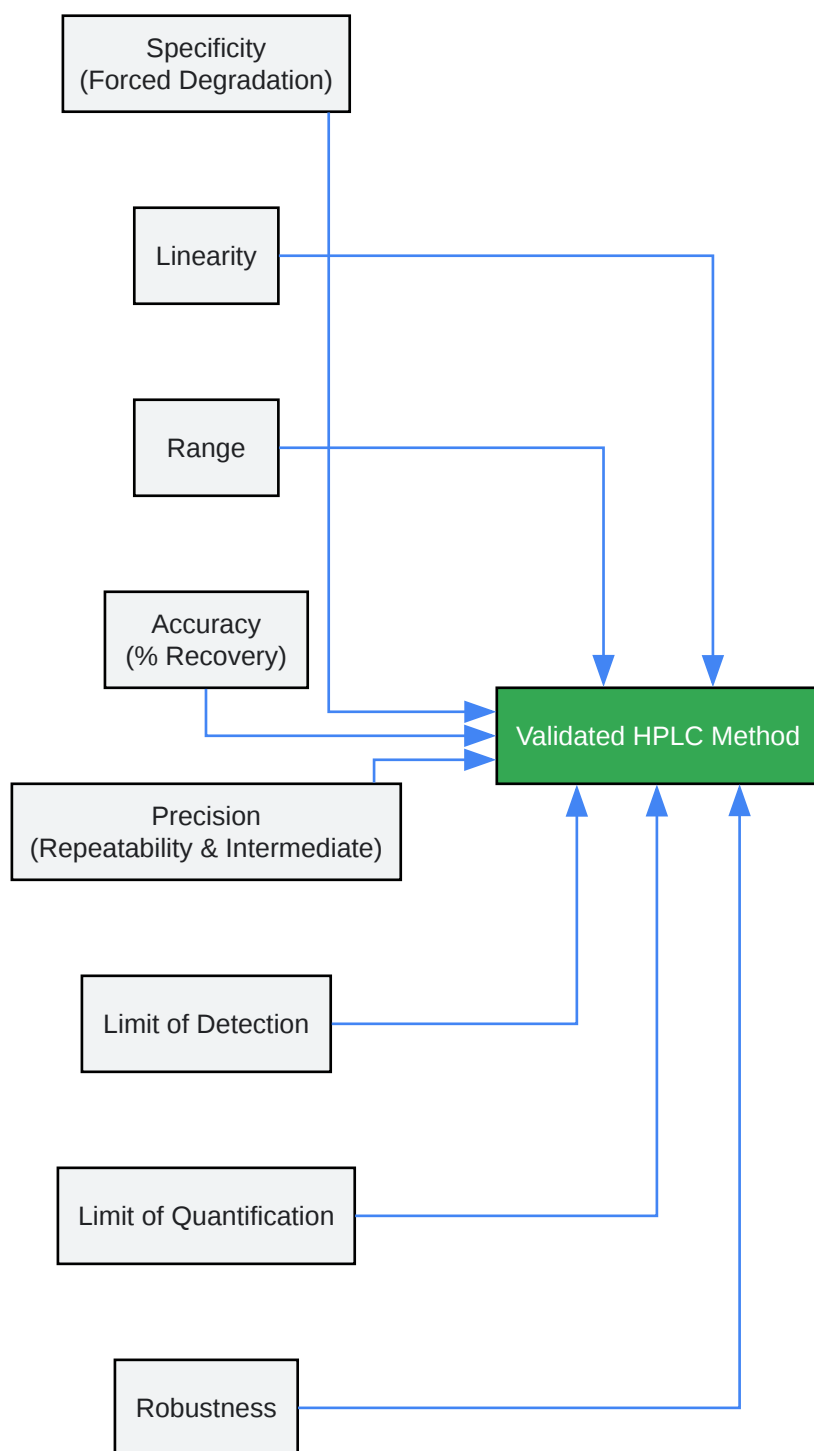 Specificity
(Forced Degradation)
Linearity
Range
Accuracy
(% Recovery)
Validated HPLC Method
Precision
(Repeatability & Intermediate)
Limit of Detection
Limit of Quantification
Robustness